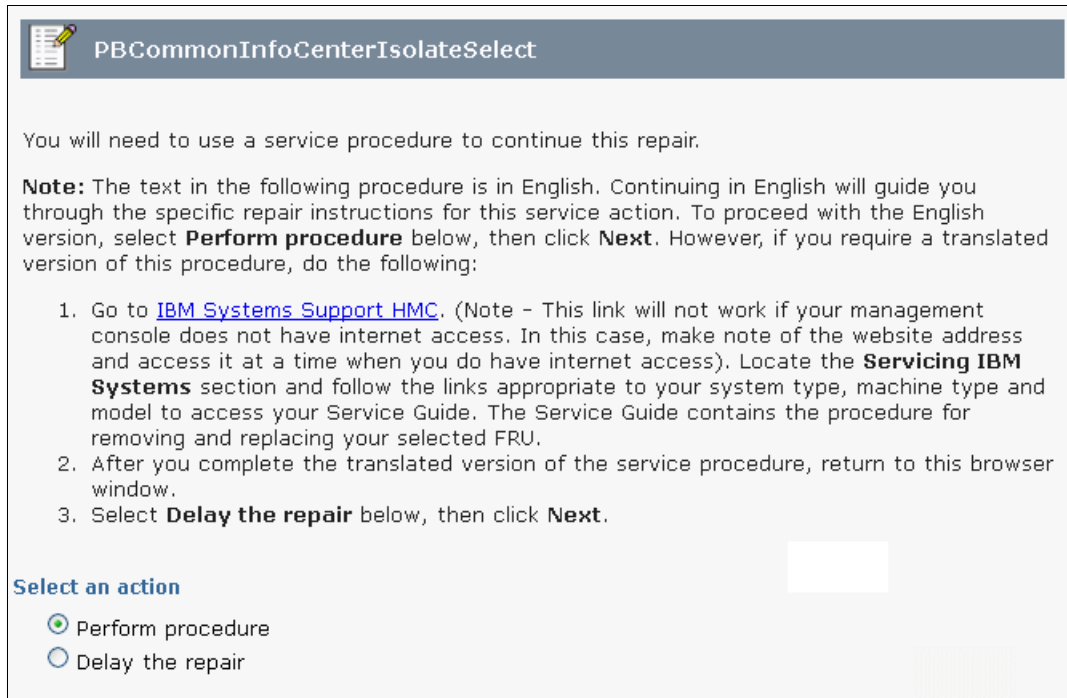 PBCommonInfoCenterIsolateSelect
You will need to use a service procedure to continue this repair.
Note: The text in the following procedure is in English. Continuing in English will guide you
through the specific repair instructions for this service action. To proceed with the English
version, select Perform procedure below, then click Next. However, if you require a translated
version of this procedure, do the following:
1. Go to IBM Systems Support HMC. (Note – This link will not work if your management
console does not have internet access. In this case, make note of the website address
and access it at a time when you do have internet access). Locate the Servicing IBM
Systems section and follow the links appropriate to your system type, machine type and
model to access your Service Guide. The Service Guide contains the procedure for
removing and replacing your selected FRU.
2. After you complete the translated version of the service procedure, return to this browser
window.
3. Select Delay the repair below, then click Next.
Select an action
Perform procedure
Delay the repair